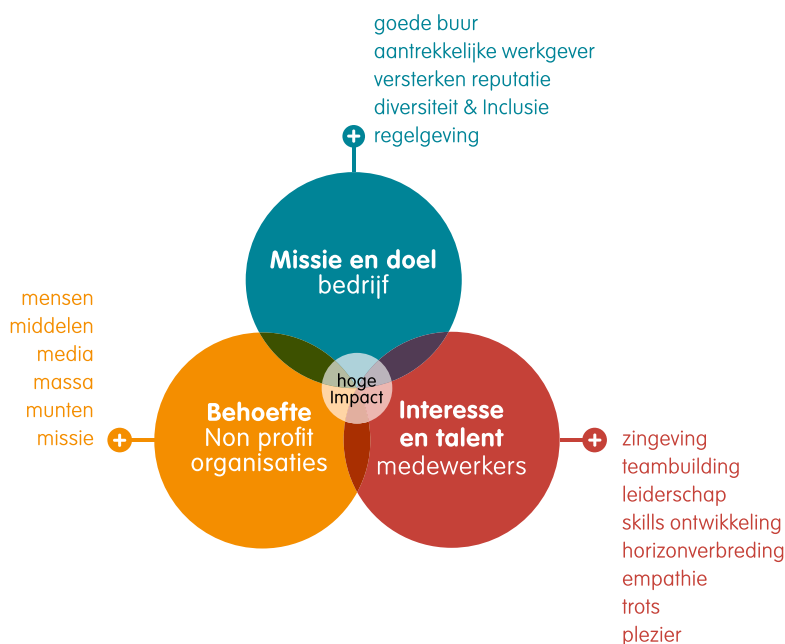 goede buur
aantrekkelijke werkgever
versterken reputatie
diversiteit & Inclusie
regelgeving
Missie en doel
bedrijf
mensen
middelen
media
massa
munten
missie
hoge
Impact
Behoefte
Non profit
organisaties
Interesse
en talent
medewerkers
zingeving
teambuilding
leiderschap
skills ontwikkeling
horizonverbreding
empathie
trots
plezier